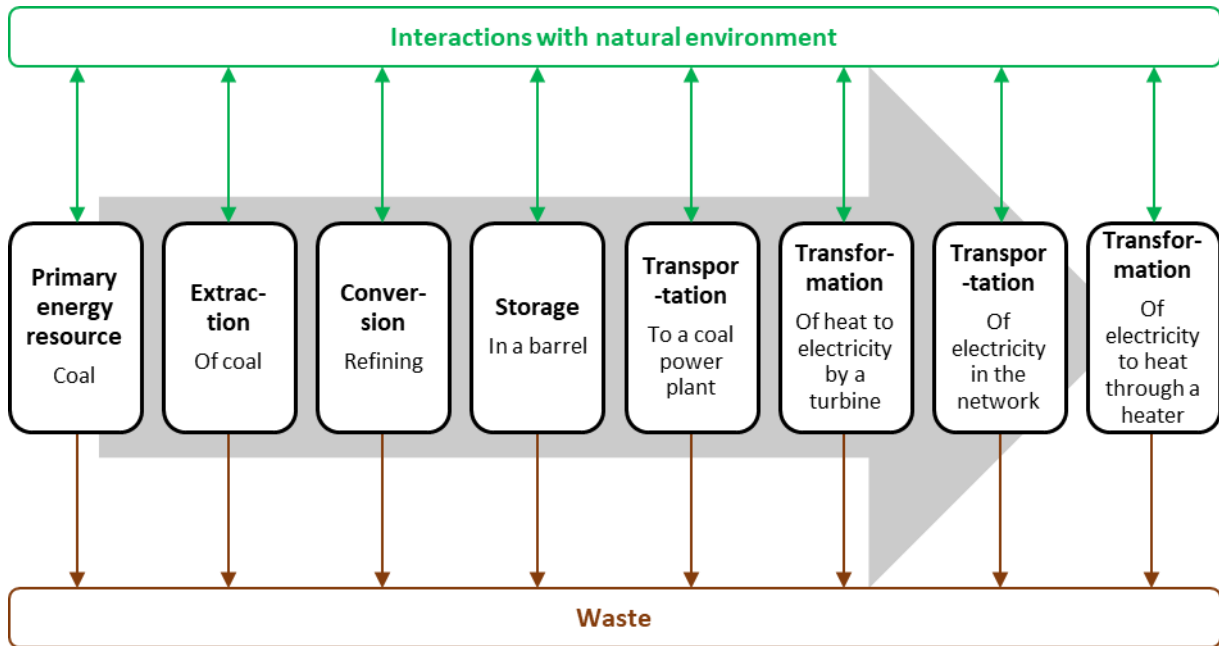 Interactions with natural environment
Primary
energy
resource
Coal
Extrac-
tion
Of coal
Conver-
sion
Refining
Storage
In a barrel
Transpor
-tation
To a coal
power
plant
Transfor-
mation
Of heat to
electricity
by a
turbine
Transpor
-tation
Of
electricity
in the
network
Transfor-
mation
Of
electricity
to heat
through a
heater
Waste